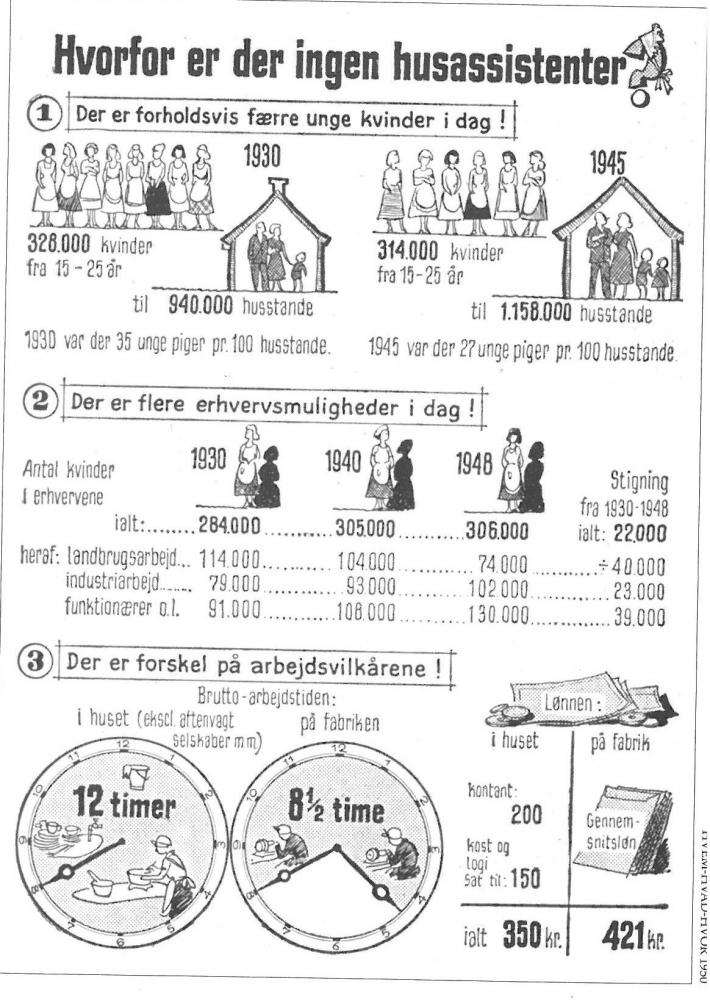 Hvorfor er der ingen husassistenter
1 Der er forholdsvis færre unge kvinder i dag !
1930
1945
328.000 kvinder
fra 15 - 25 år
314.000 kvinder
fra 15 - 25 år
til 940.000 husstande
til 1.158.000 husstande
1930 var der 35 unge piger pr. 100 husstande.
1945 var der 27 unge piger pr. 100 husstande.
2 Der er flere erhvervsmuligheder i dag !
Antal kvinder
i erhvervene
1930 1940 1948
Stigning
fra 1930-1948
ialt:........284.000...............305.000...............306.000 ialt: 22.000
heraf: landbrugsarbejd... 114.000............104.000............74.000............÷40.000
industriarbejd....... 79.000............93.000............102.000............23.000
funktionærer o.l. 91.000............108.000............130.000............39.000
3 Der er forskel på arbejdsvilkårene !
Brutto-arbejdstiden:
i huset (ekscl. aftenvagt
selskaber m m)
på fabriken
12 timer
8½ time
Lønnen :
i huset
på fabrik
kontant:
200
kost og
logi
sat til: 150
Gennem-
snitsløn
ialt 350 kr. 421 kr.
HVEM-HVAD-HVOR 1950